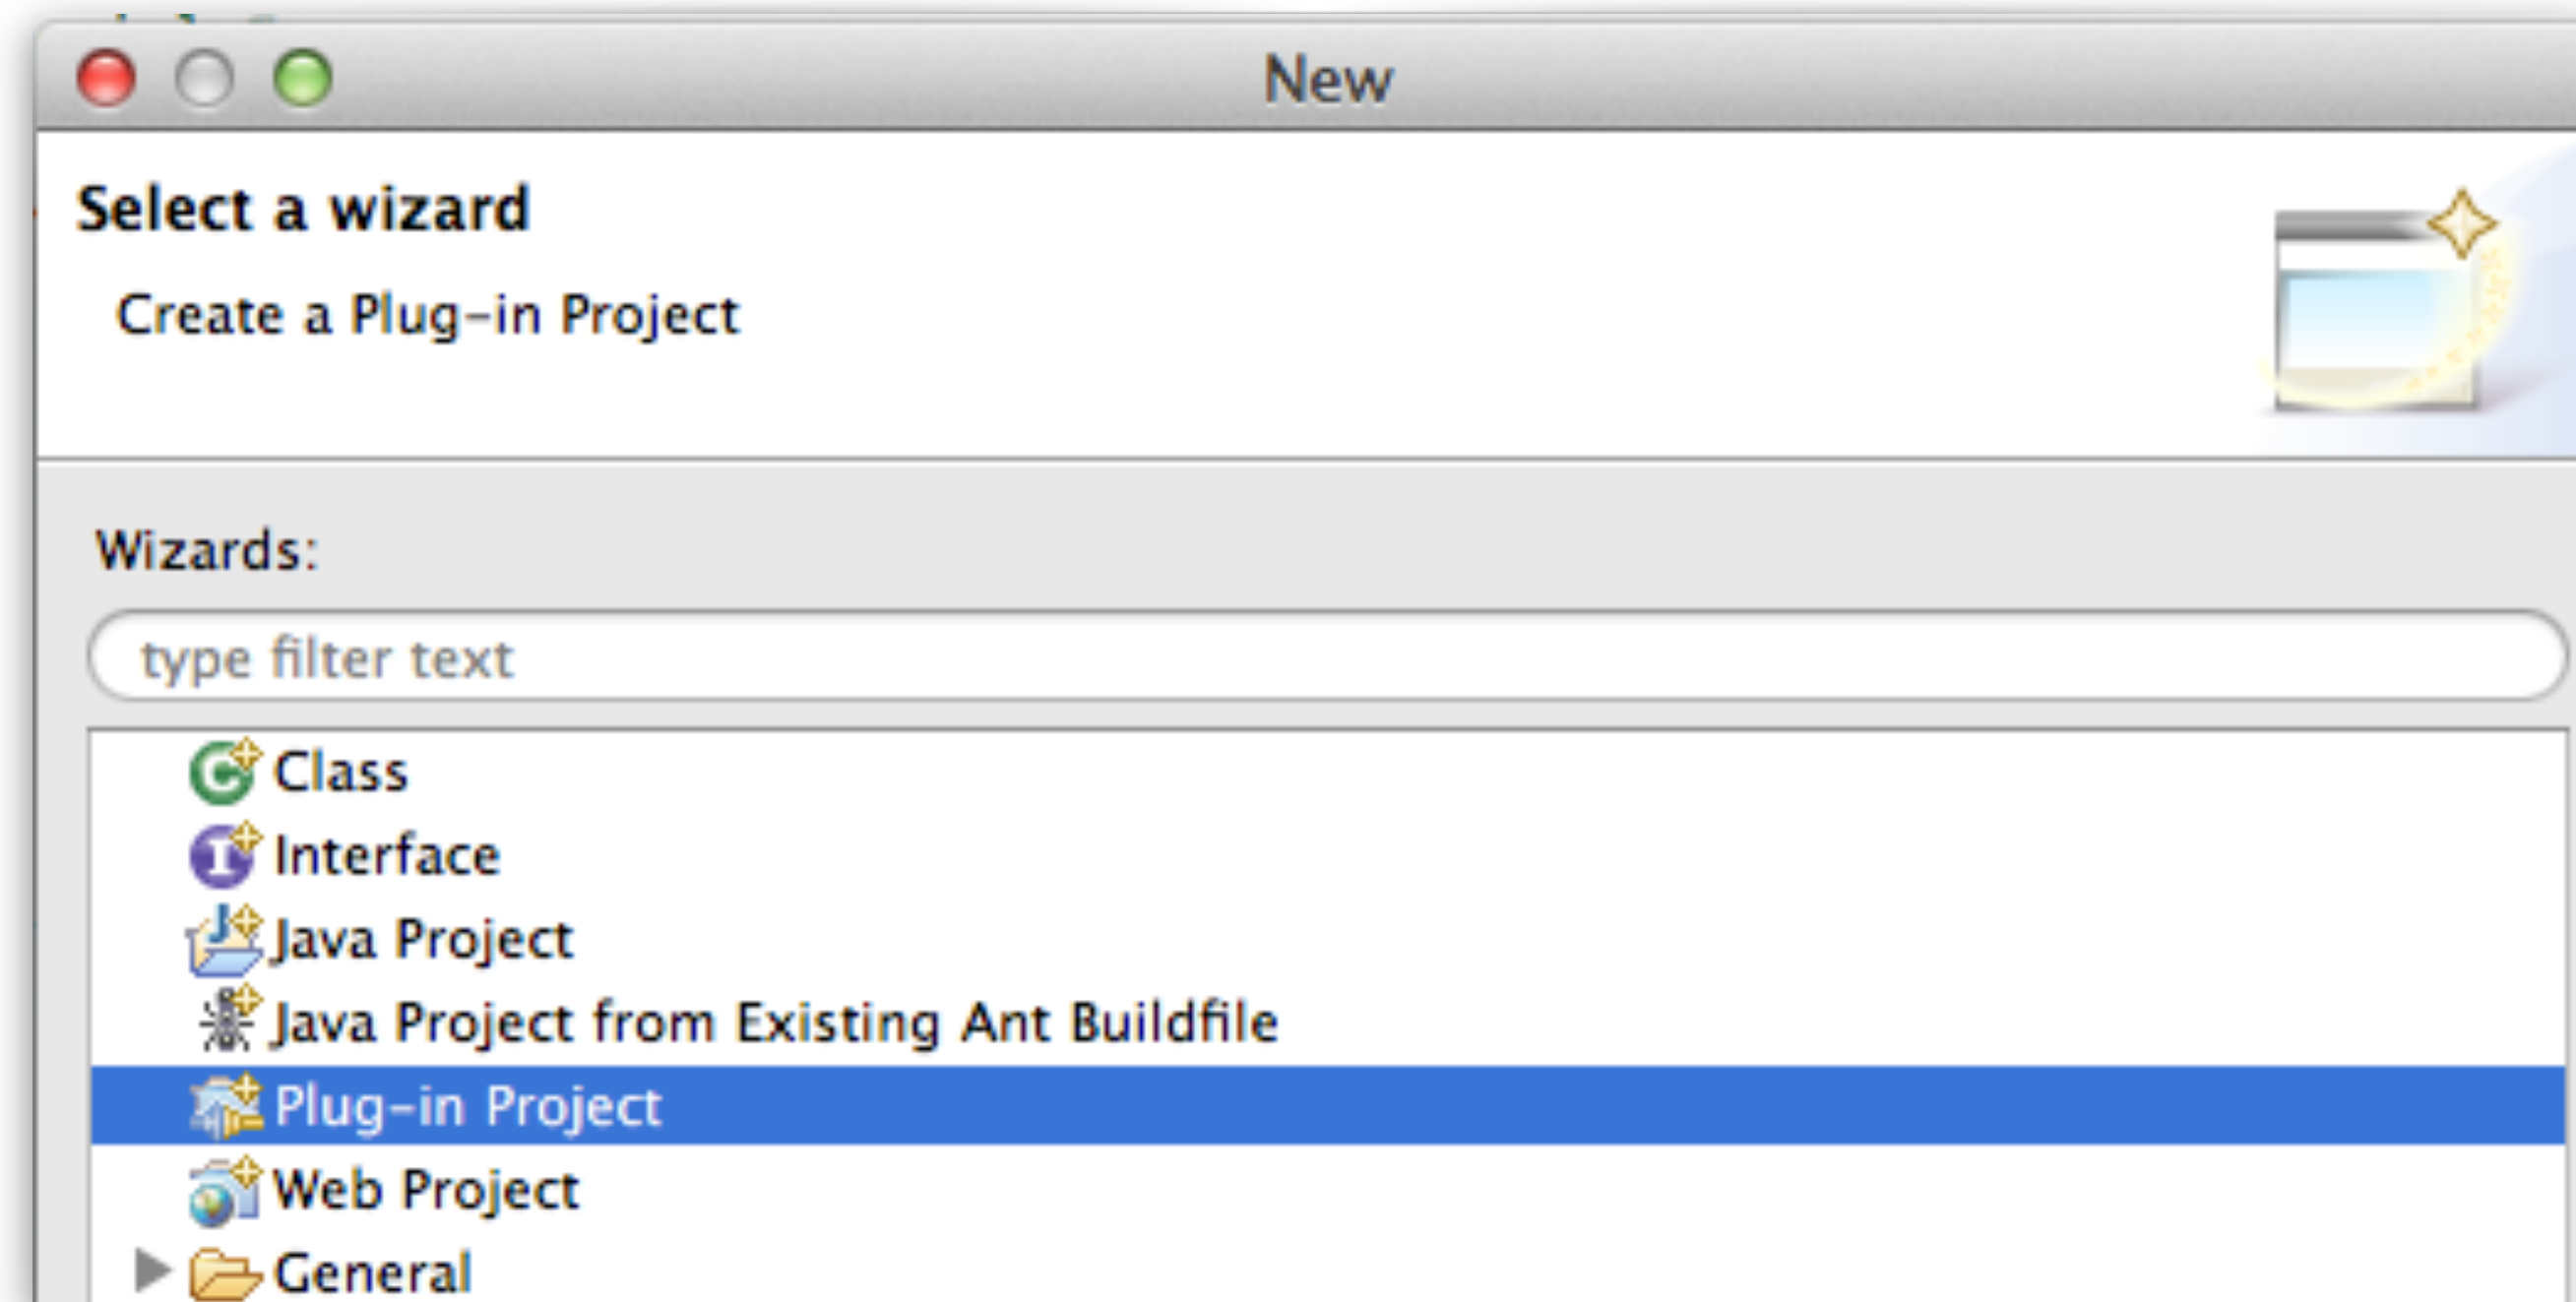 New
Select a wizard
Create a Plug-in Project
Wizards:
type filter text
Class
Interface
Java Project
Java Project from Existing Ant Buildfile
Plug-in Project
Web Project
General